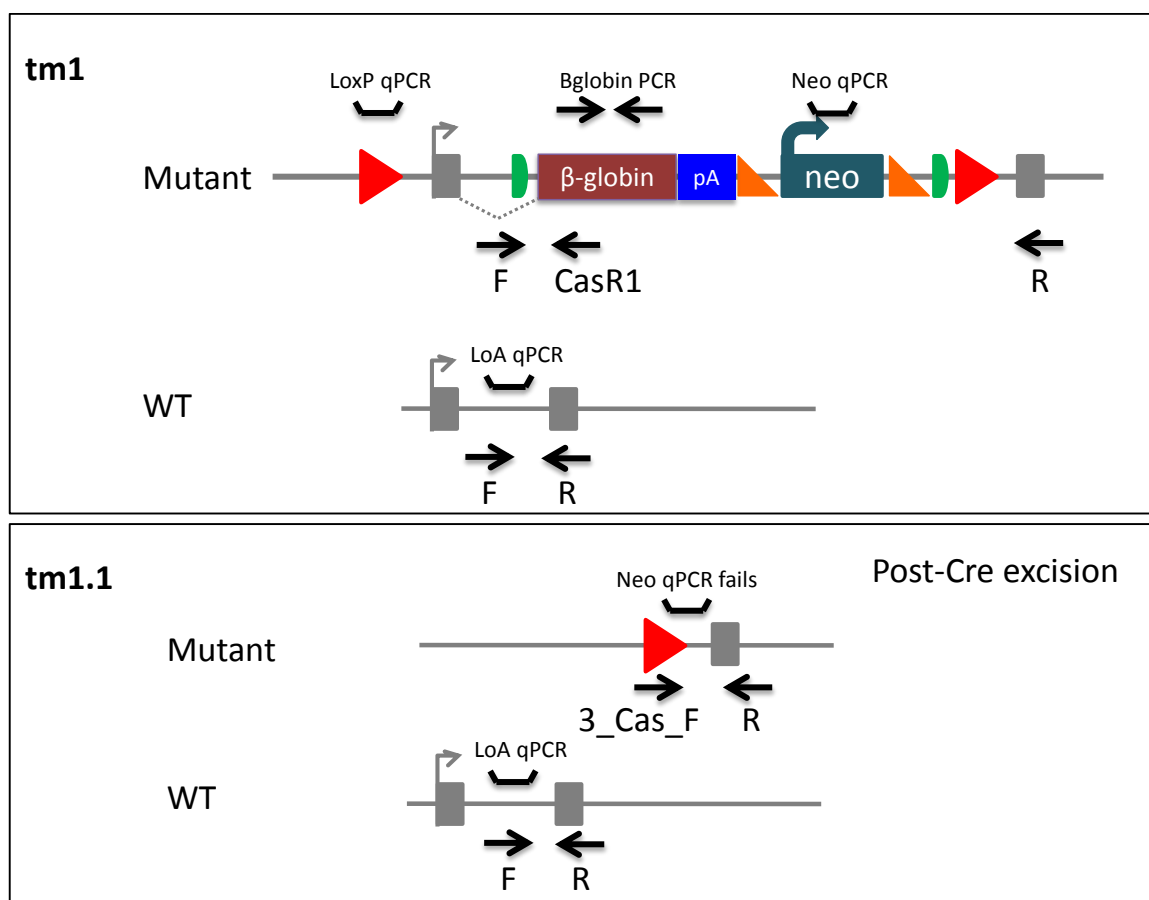 tm1
LoxP qPCR
Bglobin PCR
Neo qPCR
Mutant
β-globin
pA
neo
F
CasR1
R
LoA qPCR
WT
F
R
tm1.1
Post-Cre excision
Neo qPCR fails
Mutant
3_Cas_F
R
LoA qPCR
WT
F
R